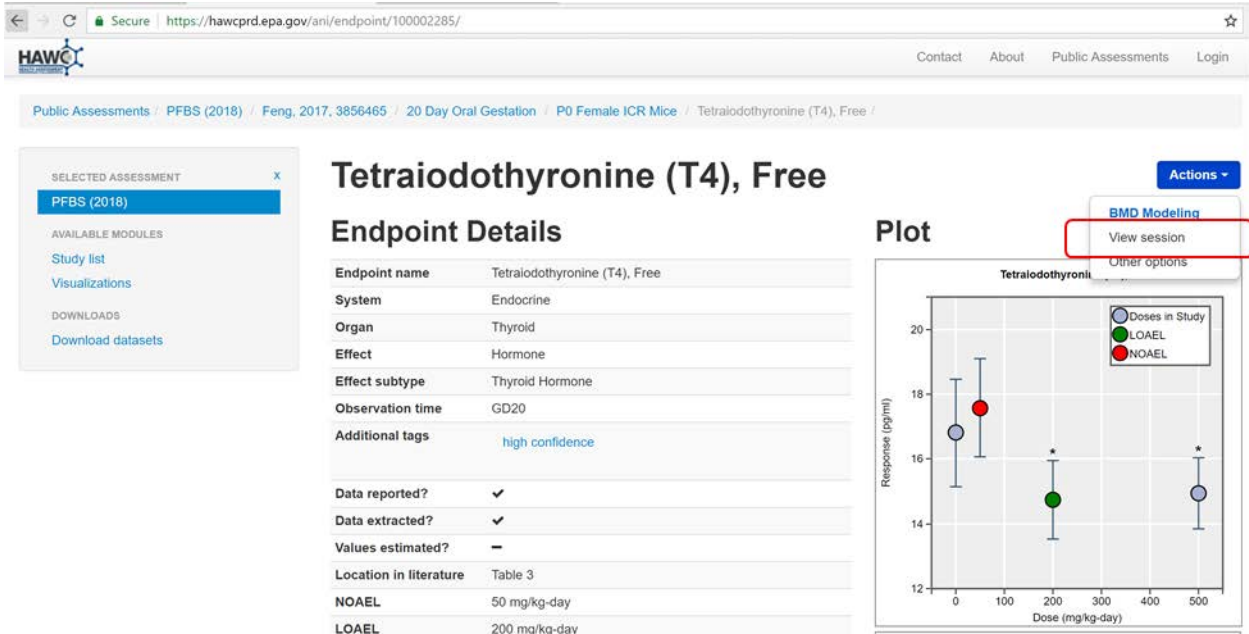 Secure | https://hawcprd.epa.gov/ani/endpoint/100002285/
HAWC
Contact About Public Assessments Login
Public Assessments / PFBS (2018) / Feng, 2017, 3856465 / 20 Day Oral Gestation / P0 Female ICR Mice / Tetraiodothyronine (T4), Free /
SELECTED ASSESSMENT x
PFBS (2018)
AVAILABLE MODULES
Study list
Visualizations
DOWNLOADS
Download datasets
Tetraiodothyronine (T4), Free
Actions
BMD Modeling
View session
Other options
Endpoint Details
Endpoint name Tetraiodothyronine (T4), Free
System Endocrine
Organ Thyroid
Effect Hormone
Effect subtype Thyroid Hormone
Observation time GD20
Additional tags high confidence
Data reported? ✔
Data extracted? ✔
Values estimated? –
Location in literature Table 3
NOAEL 50 mg/kg-day
LOAEL 200 mg/kg-day
Plot
Doses in Study
LOAEL
NOAEL
Response (pg/ml)
20
18
16
14
12
* *
0 100 200 300 400 500
Dose (mg/kg-day)